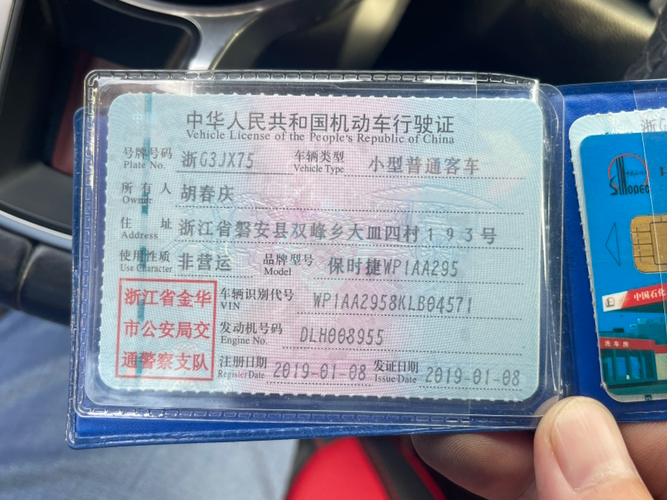 中华人民共和国机动车行驶证
Vehicle License of the People's Republic of China
号牌号码 浙G3JX75 车辆类型 小型普通客车
Plate No. Vehicle Type
所有人 胡春庆
Owner
住址 浙江省磐安县双峰乡大皿四村193号
Address
使用性质 非营运 品牌型号 保时捷WP1AA295
Use Character Model
浙江省金华
市公安局交
通警察支队
车辆识别代号 WP1AA2958KLB04571
VIN
发动机号码 DLH008955
Engine No.
注册日期 2019-01-08 发证日期 2019-01-08
Register Date Issue Date
中国石化
洗车房